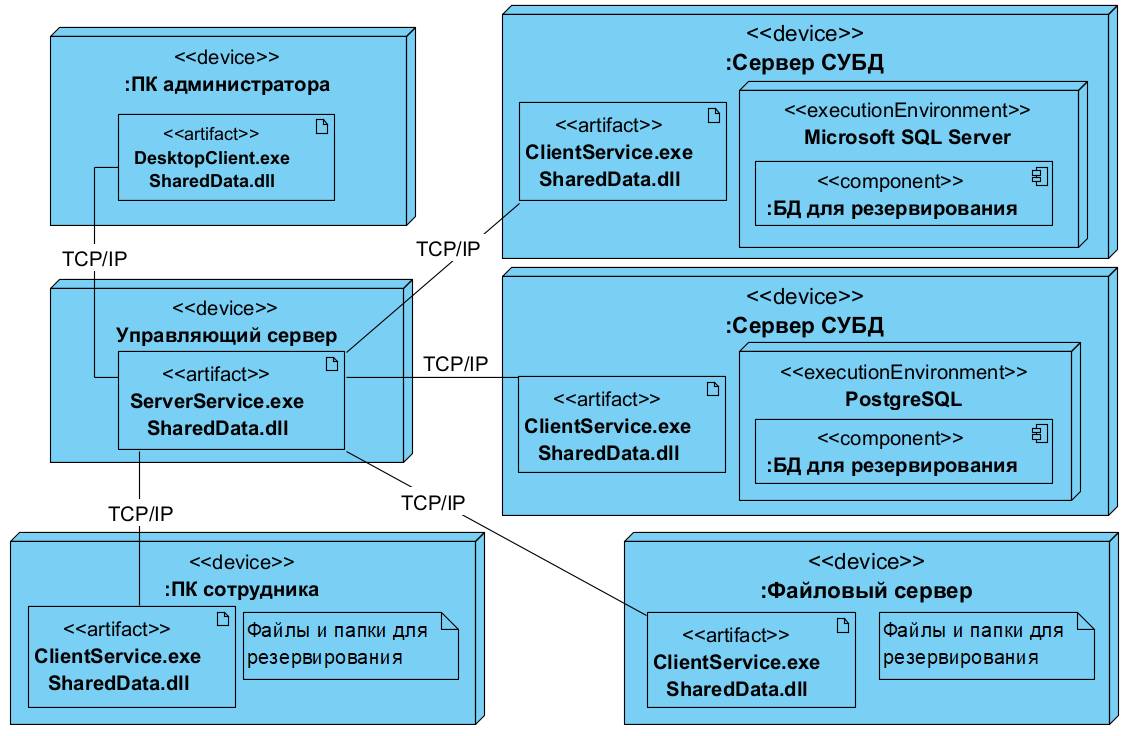 <<device>>
:ПК администратора
<<artifact>>
DesktopClient.exe
SharedData.dll
TCP/IP
<<device>>
Управляющий сервер
<<artifact>>
ServerService.exe
SharedData.dll
TCP/IP
<<device>>
:ПК сотрудника
<<artifact>>
ClientService.exe
SharedData.dll
Файлы и папки для
резервирования
<<device>>
:Сервер СУБД
<<artifact>>
ClientService.exe
SharedData.dll
<<executionEnvironment>>
Microsoft SQL Server
<<component>>
:БД для резервирования
TCP/IP
<<device>>
:Сервер СУБД
TCP/IP
<<artifact>>
ClientService.exe
SharedData.dll
<<executionEnvironment>>
PostgreSQL
<<component>>
:БД для резервирования
TCP/IP
<<device>>
:Файловый сервер
<<artifact>>
ClientService.exe
SharedData.dll
Файлы и папки для
резервирования